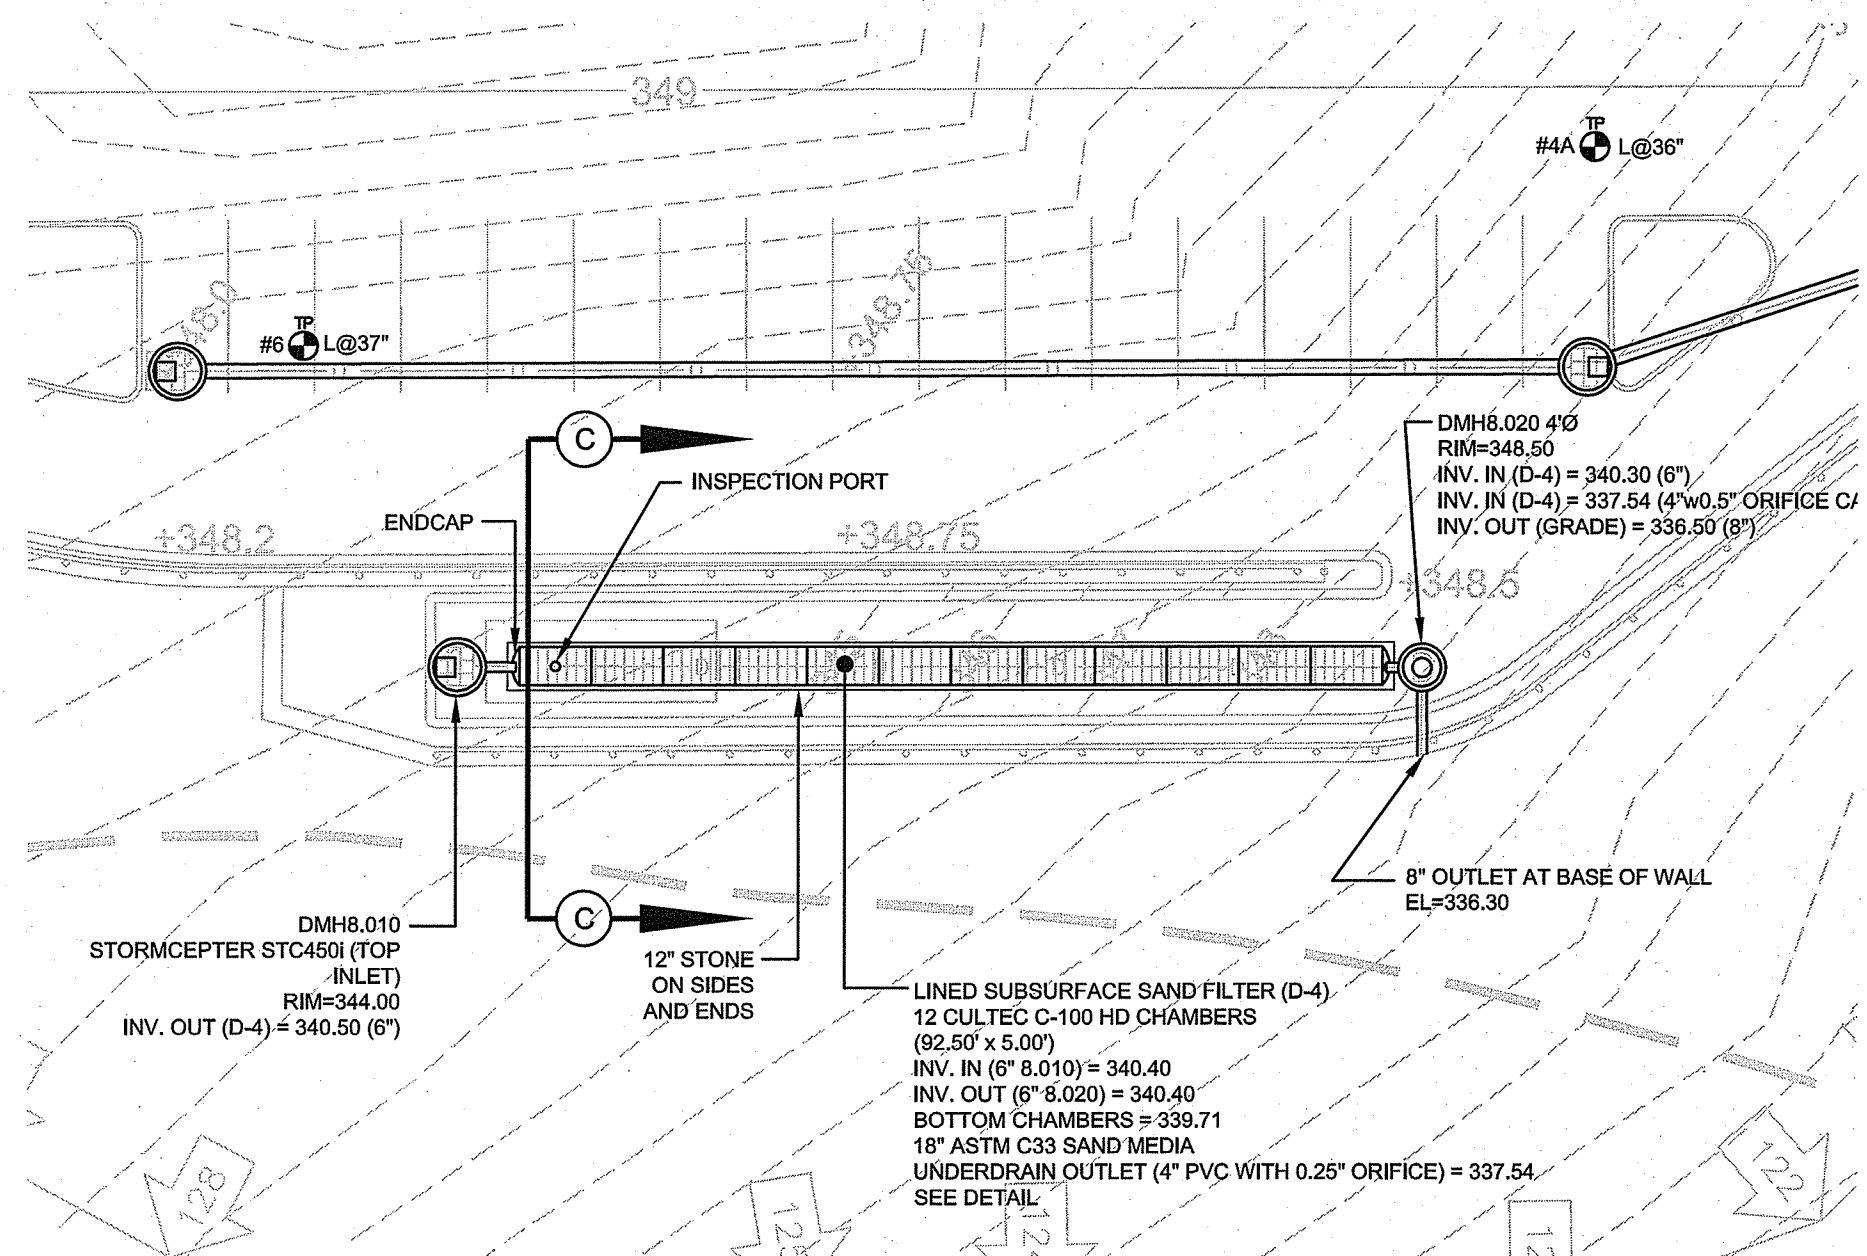 349
TP
#4A L@36"
348.75
TP
#6 L@37"
DMH8.020 4'Ø
RIM=348.50
INV. IN (D-4) = 340.30 (6")
INV. IN (D-4) = 337.54 (4"w0.5" ORIFICE CA
INV. OUT (GRADE) = 336.50 (8")
C
INSPECTION PORT
ENDCAP
+348.2
+348.75
+348.5
8" OUTLET AT BASE OF WALL
EL=336.30
C
DMH8.010
STORMCEPTER STC450i (TOP
INLET)
RIM=344.00
INV. OUT (D-4) = 340.50 (6")
12" STONE
ON SIDES
AND ENDS
LINED SUBSURFACE SAND FILTER (D-4)
12 CULTEC C-100 HD CHAMBERS
(92.50' x 5.00')
INV. IN (6" 8.010) = 340.40
INV. OUT (6" 8.020) = 340.40
BOTTOM CHAMBERS = 339.71
18" ASTM C33 SAND MEDIA
UNDERDRAIN OUTLET (4" PVC WITH 0.25" ORIFICE) = 337.54
SEE DETAIL
128
122